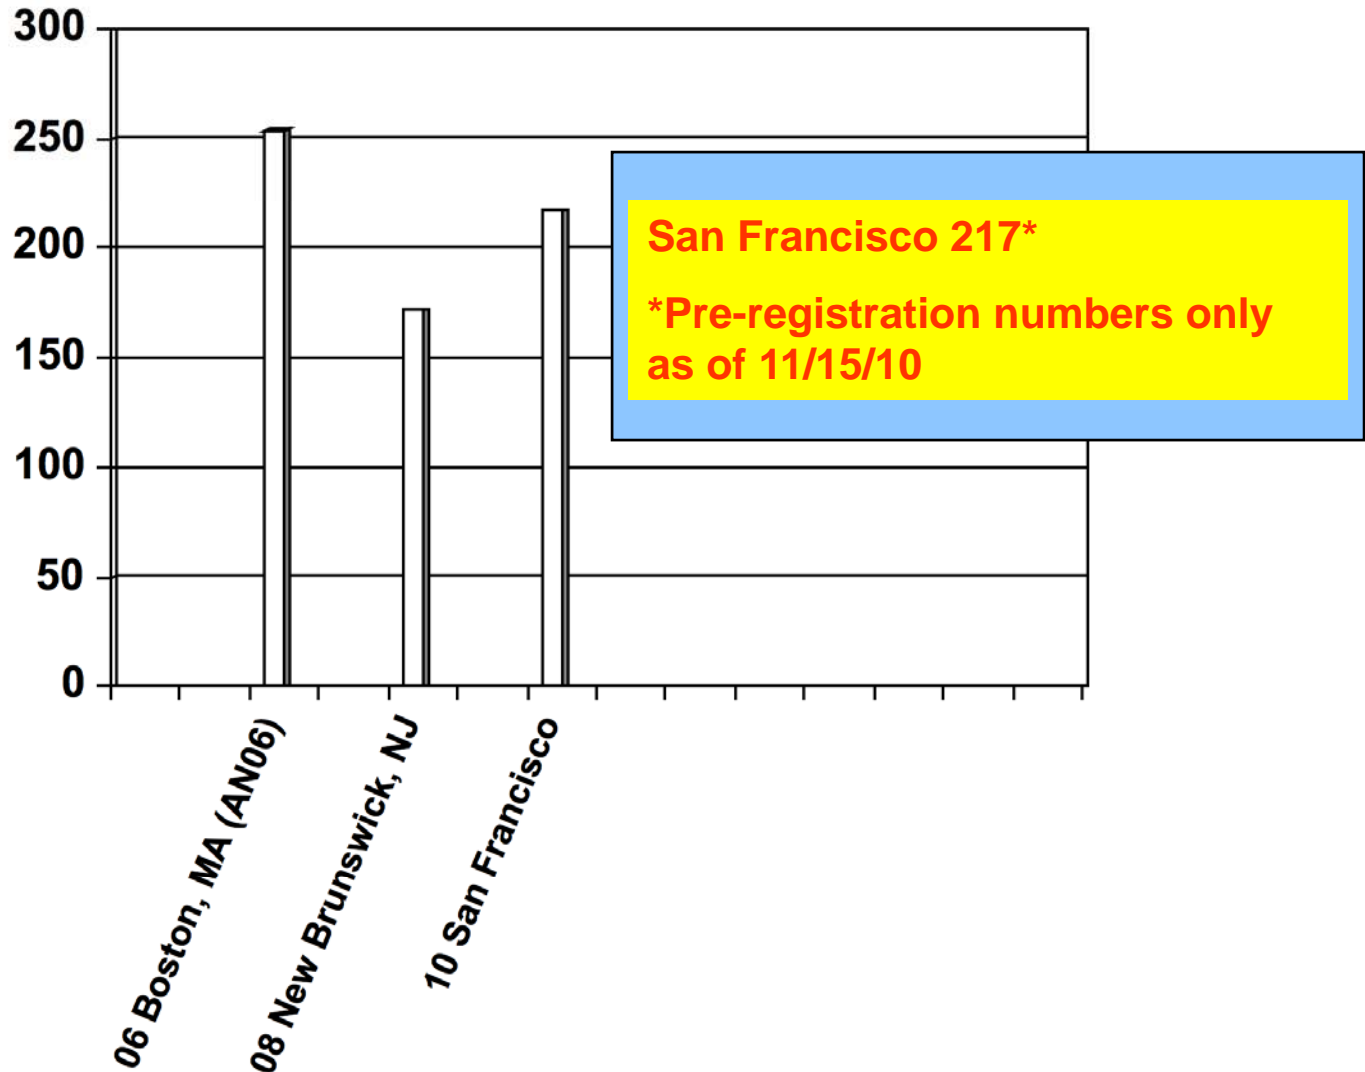 300
250
200
150
100
50
0
San Francisco 217*
*Pre-registration numbers only
as of 11/15/10
06 Boston, MA (AN06)
08 New Brunswick, NJ
10 San Francisco